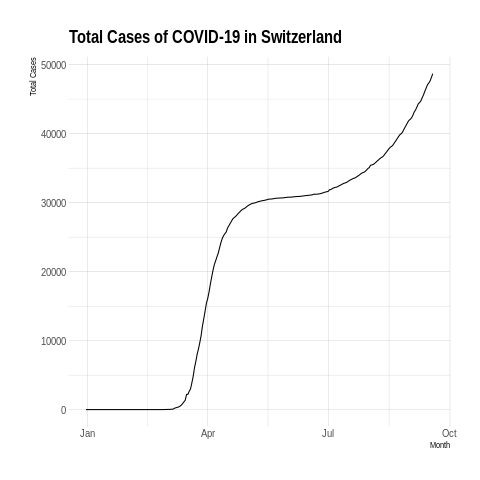 Total Cases of COVID-19 in Switzerland
Total Cases
50000
40000
30000
20000
10000
0
Jan Apr Jul Oct
Month